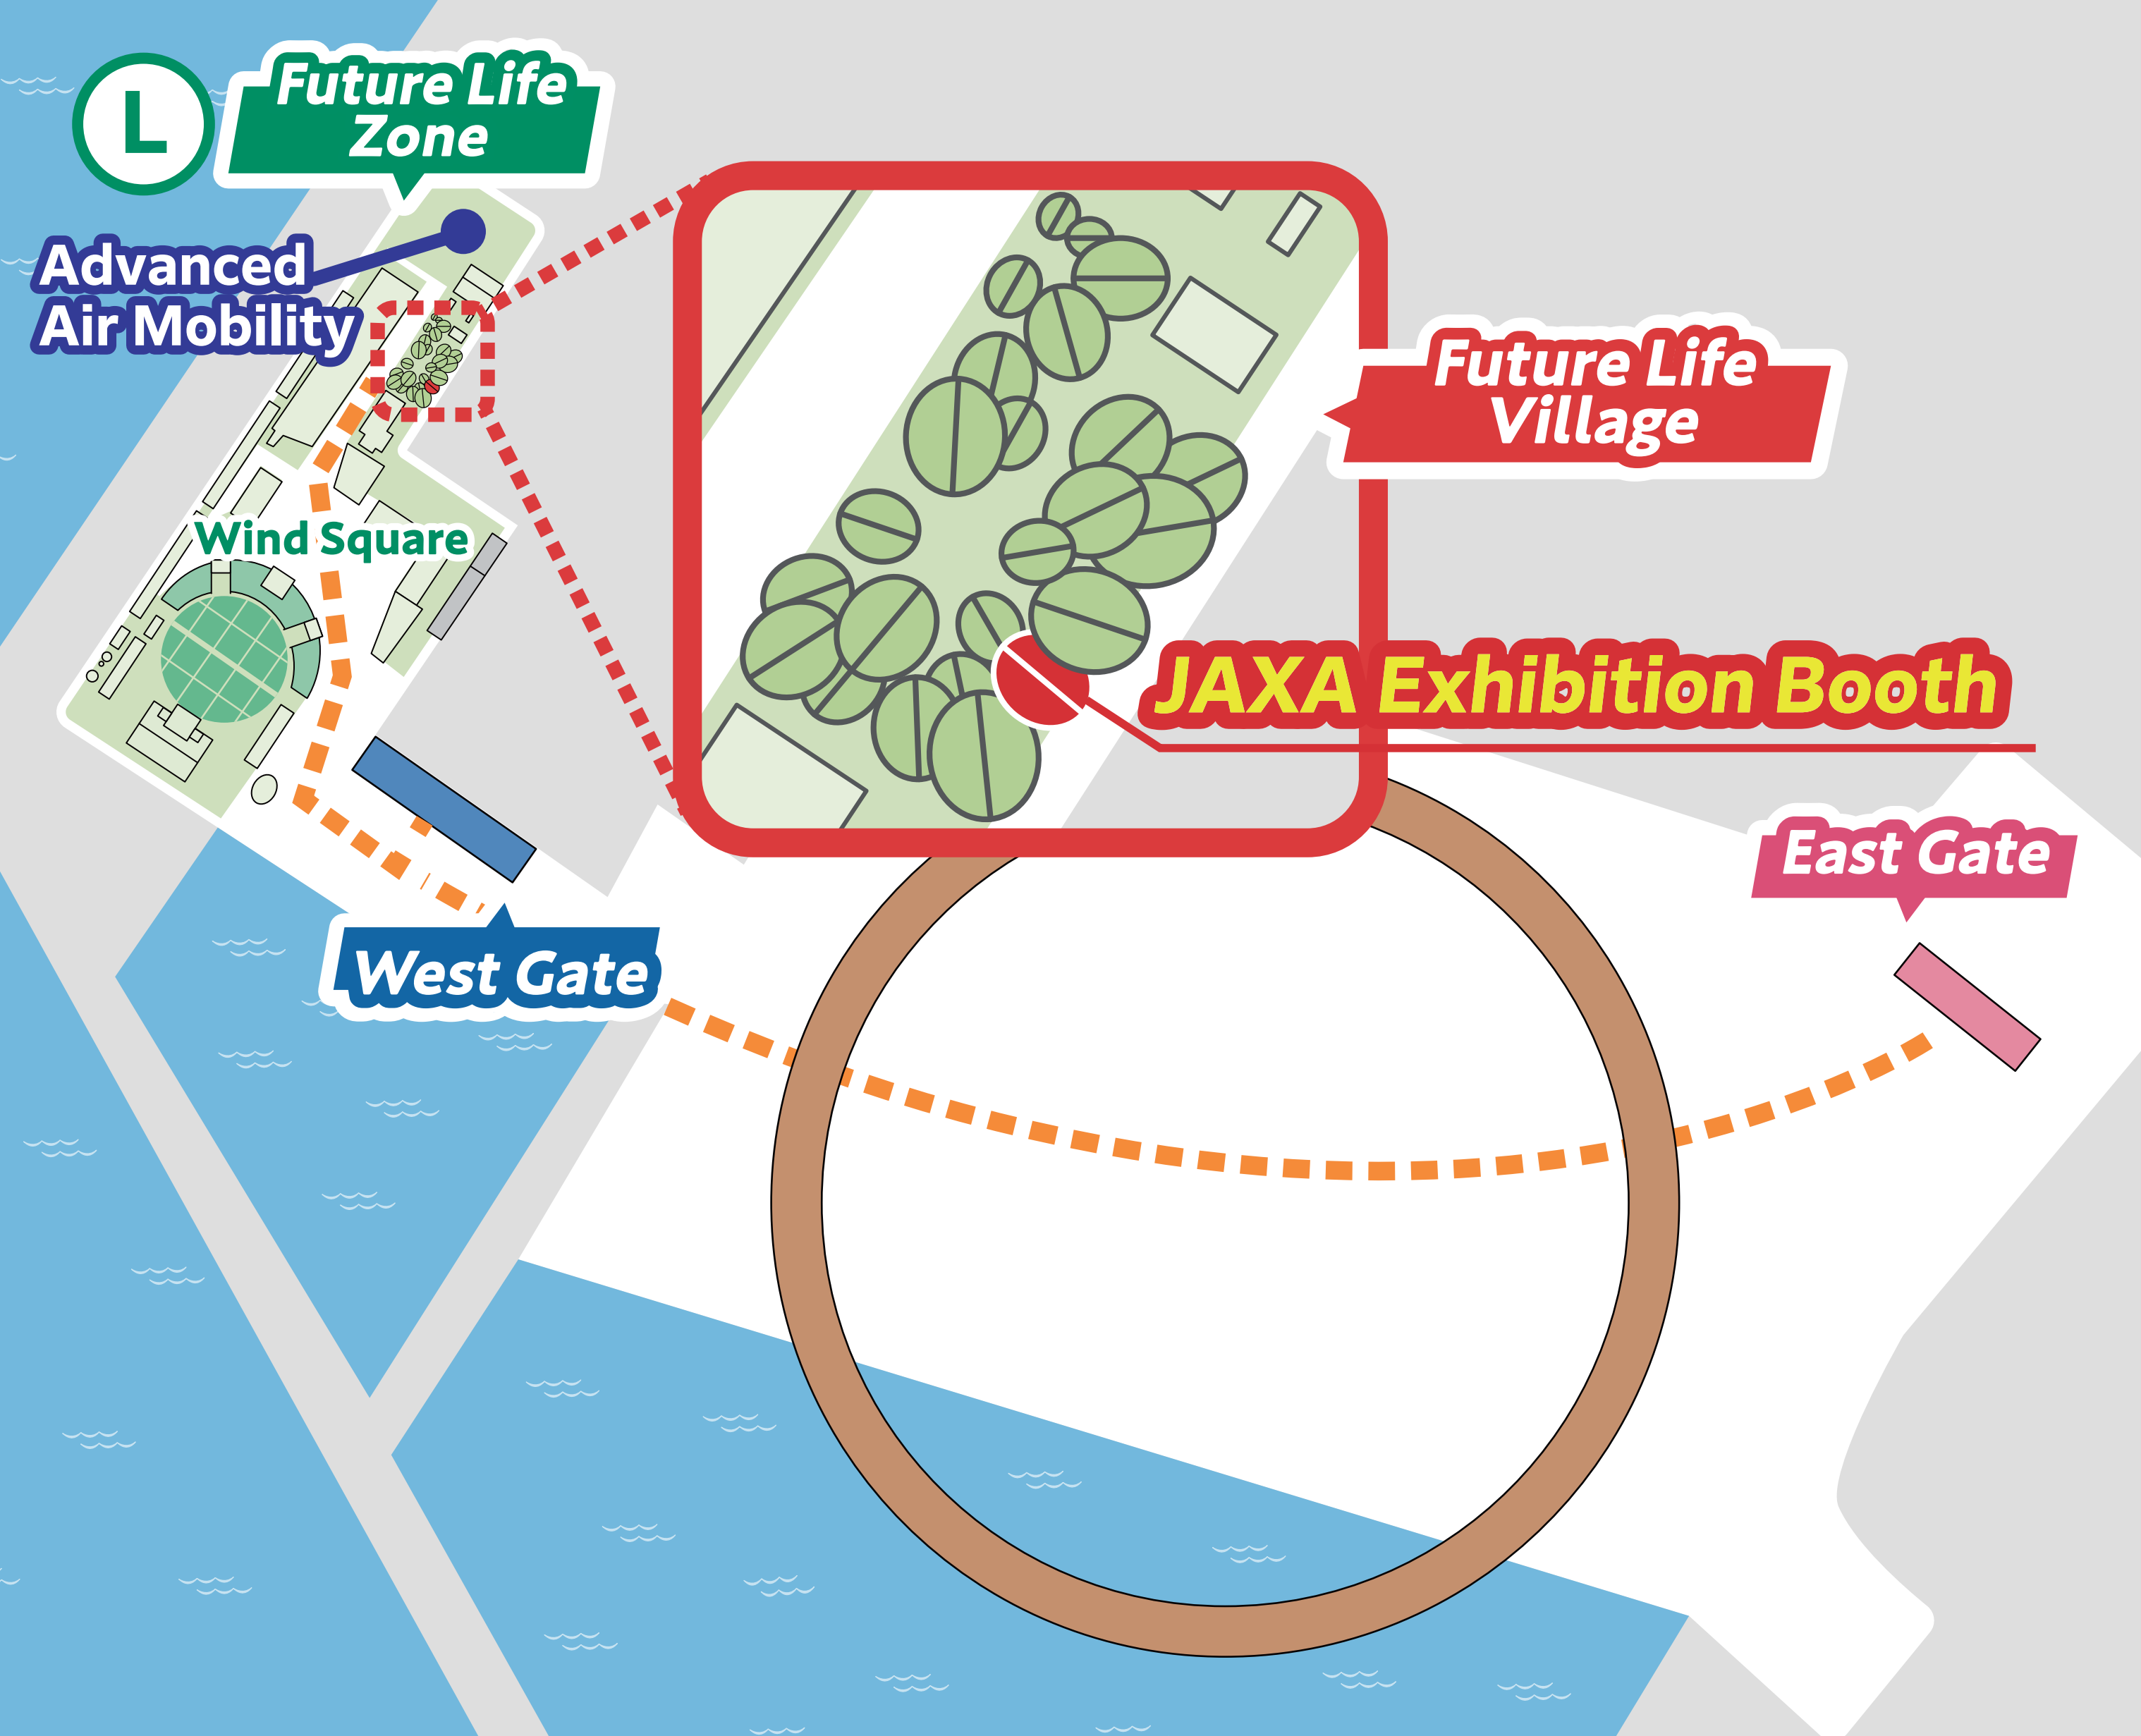 L
Future Life
Zone
Advanced
Air Mobility
Future Life
Village
Wind Square
JAXA Exhibition Booth
East Gate
West Gate